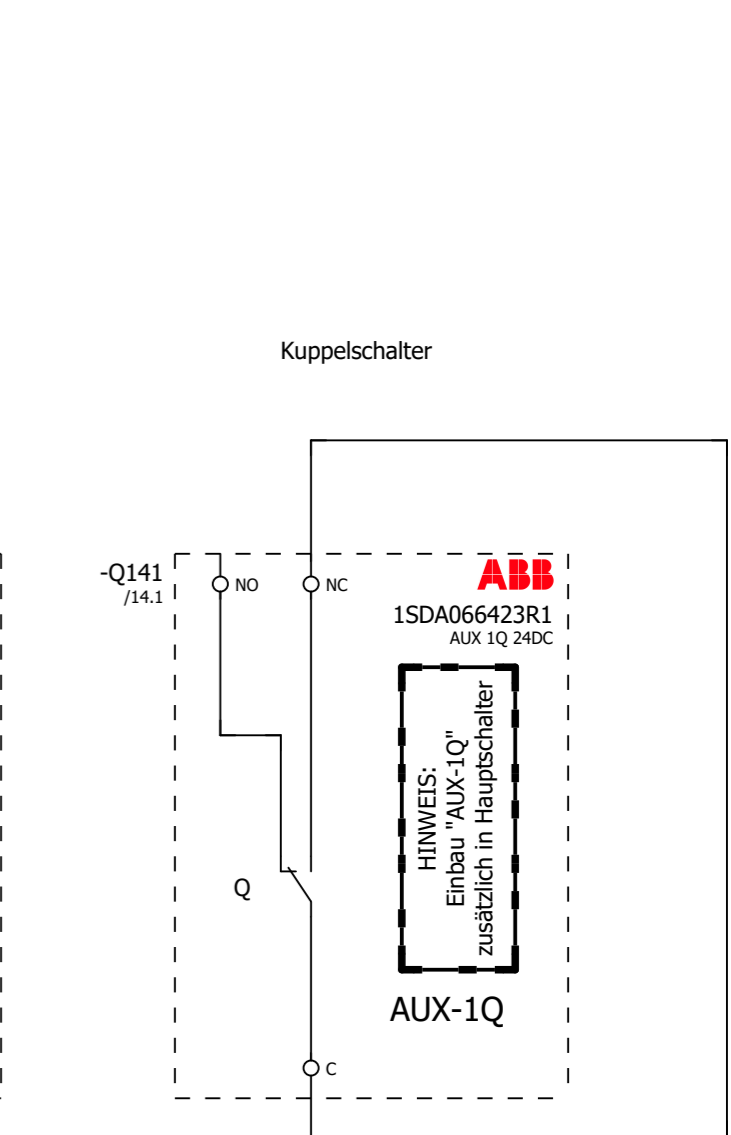 Kuppelschalter
-Q141
/14.1
NO
NC
ABB
1SDA066423R1
AUX 1Q 24DC
HINWEIS:
Einbau "AUX-1Q"
zusätzlich in Hauptschalter
Q
AUX-1Q
C